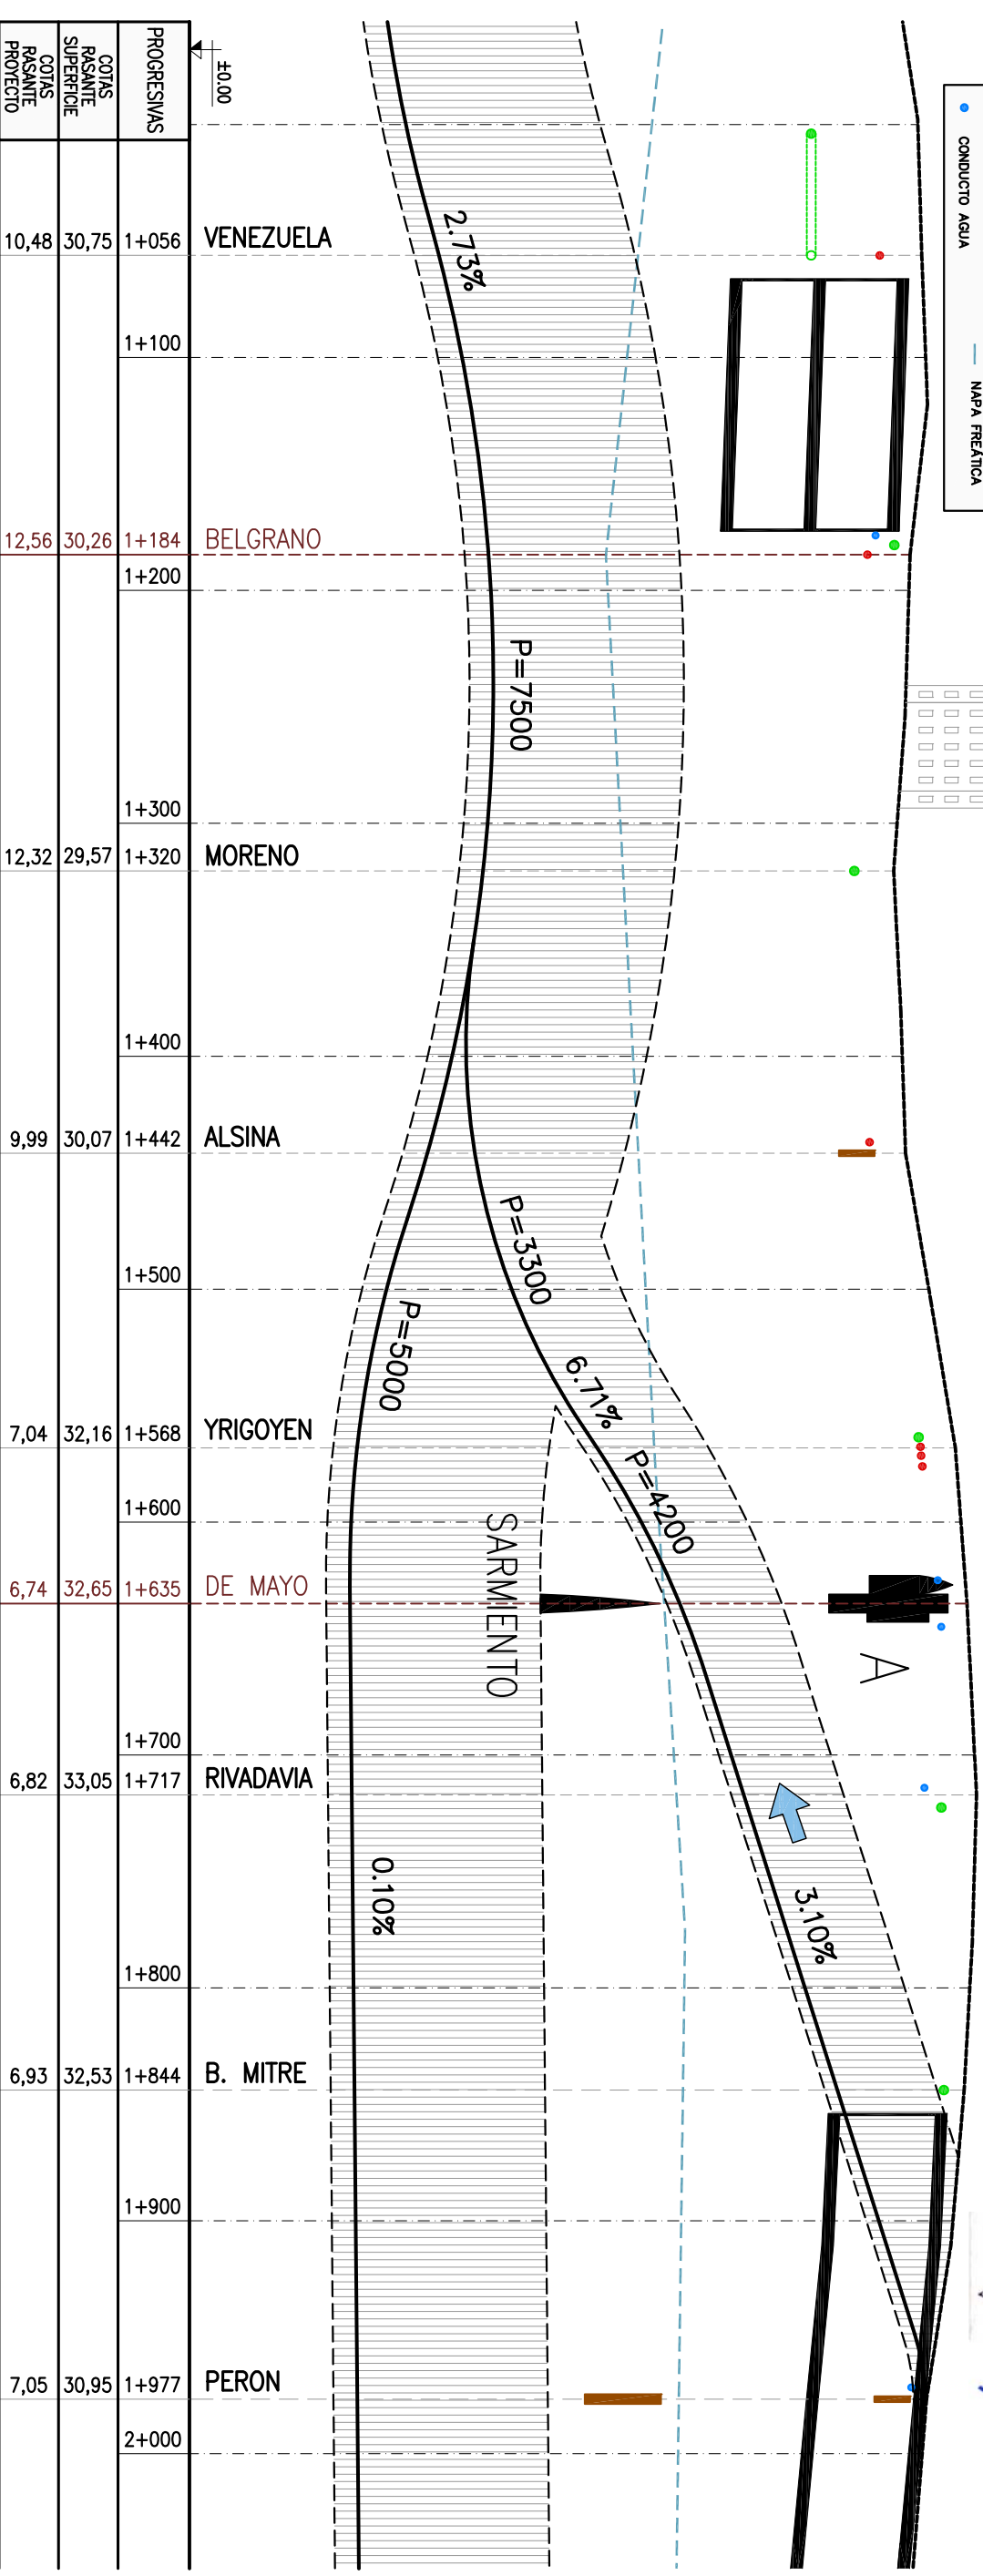 CONDUCTO AGUA
NAPA FREÁTICA
±0.00
PROGRESIVAS
COTAS
RASANTE
SUPERFICIE
COTAS
RASANTE
PROYECTO
VENEZUELA
1+056
30,75
10,48
1+100
BELGRANO
1+184
30,26
12,56
1+200
1+300
MORENO
1+320
29,57
12,32
1+400
ALSINA
1+442
30,07
9,99
1+500
YRIGOYEN
1+568
32,16
7,04
1+600
DE MAYO
1+635
32,65
6,74
1+700
RIVADAVIA
1+717
33,05
6,82
1+800
B. MITRE
1+844
32,53
6,93
1+900
PERON
1+977
30,95
7,05
2+000
2.73%
P=7500
P=3300
P=5000
6.71%
P=4200
SARMIENTO
A
0.10%
3.10%